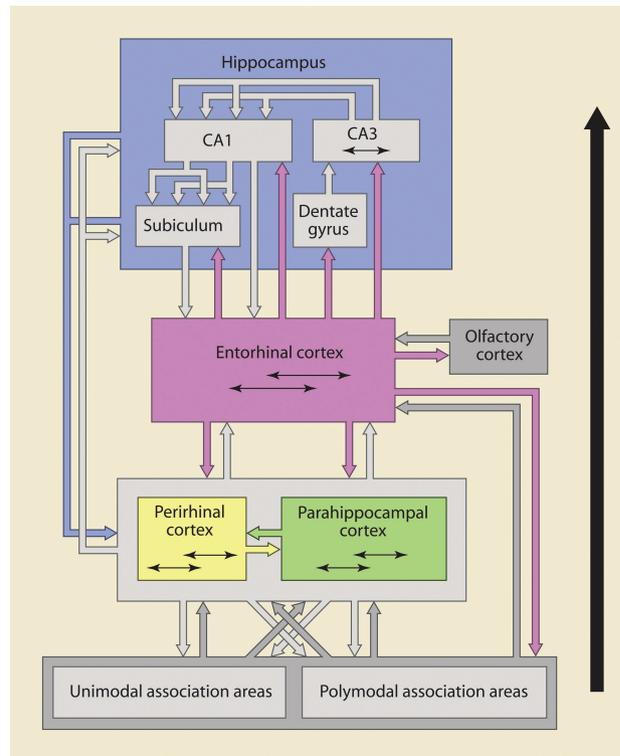 Hippocampus
CA1
CA3
Subiculum
Dentate
gyrus
Entorhinal cortex
Olfactory
cortex
Perirhinal
cortex
Parahippocampal
cortex
Unimodal association areas
Polymodal association areas